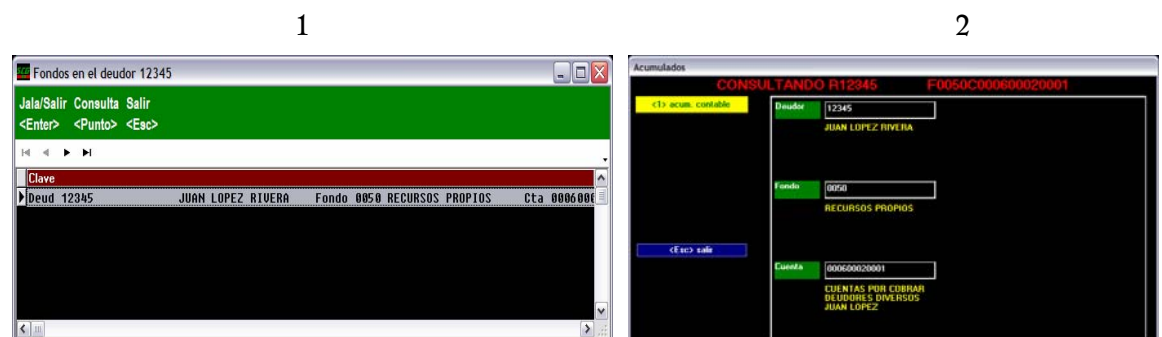 1
2
Fondos en el deudor 12345
Jala/Salir Consulta Salir
<Enter> <Punto> <Esc>
Clave
Deud 12345 JUAN LOPEZ RIVERA Fondo 0050 RECURSOS PROPIOS Cta
Acumulados
CONSULTANDO R12345 F0050C000600020001
<1> acum. contable
Deudor 12345
JUAN LOPEZ RIVERA
Fondo 0050
RECURSOS PROPIOS
<Esc> salir
Cuenta 000600020001
CUENTAS POR COBRAR
DEUDORES DIVERSOS
JUAN LOPEZ